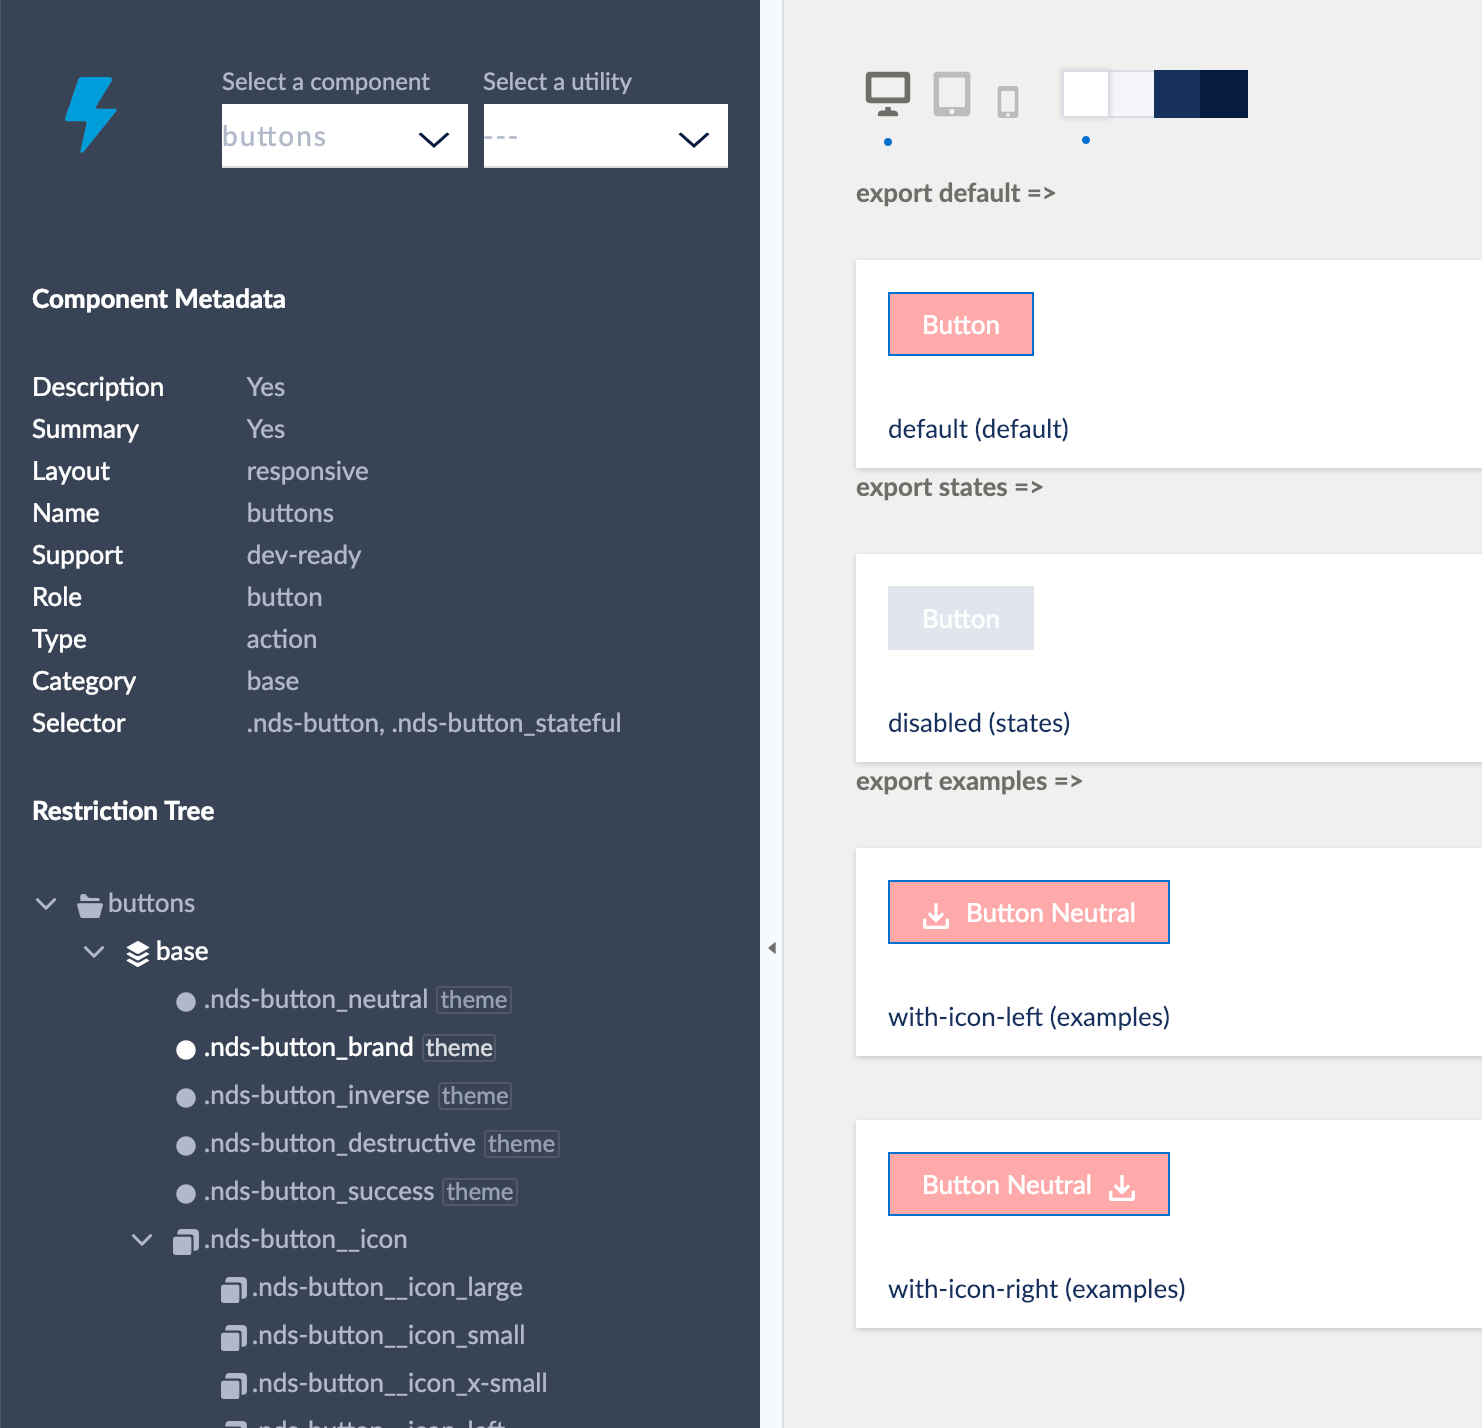 Select a component
Select a utility
buttons
---
Component Metadata
Description Yes
Summary Yes
Layout responsive
Name buttons
Support dev-ready
Role button
Type action
Category base
Selector .nds-button, .nds-button_stateful
Restriction Tree
buttons
base
.nds-button_neutral theme
.nds-button_brand theme
.nds-button_inverse theme
.nds-button_destructive theme
.nds-button_success theme
.nds-button__icon
.nds-button__icon_large
.nds-button__icon_small
.nds-button__icon_x-small
.nds-button__icon_left
export default =>
Button
default (default)
export states =>
Button
disabled (states)
export examples =>
Button Neutral
with-icon-left (examples)
Button Neutral
with-icon-right (examples)